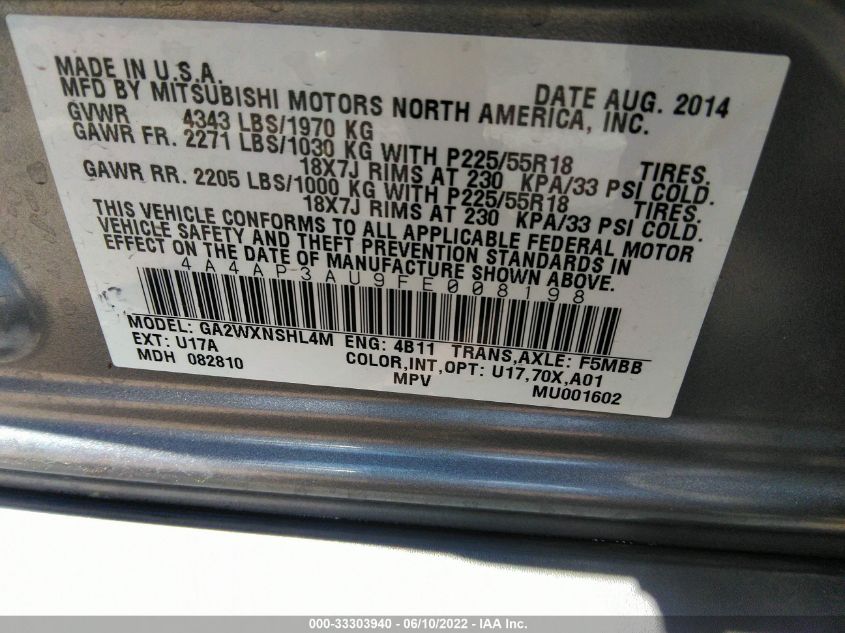 MADE IN U.S.A. DATE AUG. 2014
MFD BY MITSUBISHI MOTORS NORTH AMERICA, INC.
GVWR 4343 LBS/1970 KG
GAWR FR. 2271 LBS/1030 KG WITH P225/55R18 TIRES.
18X7J RIMS AT 230 KPA/33 PSI COLD.
GAWR RR. 2205 LBS/1000 KG WITH P225/55R18 TIRES.
18X7J RIMS AT 230 KPA/33 PSI COLD.
THIS VEHICLE CONFORMS TO ALL APPLICABLE FEDERAL MOTOR
VEHICLE SAFETY AND THEFT PREVENTION STANDARDS IN
EFFECT ON THE DATE OF MANUFACTURE SHOWN ABOVE.
4A4AP3AU9FE008198
MODEL: GA2WXNSHL4M ENG: 4B11 TRANS,AXLE: F5MBB
EXT: U17A COLOR,INT,OPT: U17,70X,A01
MDH 082810 MPV MU001602
000-33303940 - 06/10/2022 - IAA Inc.